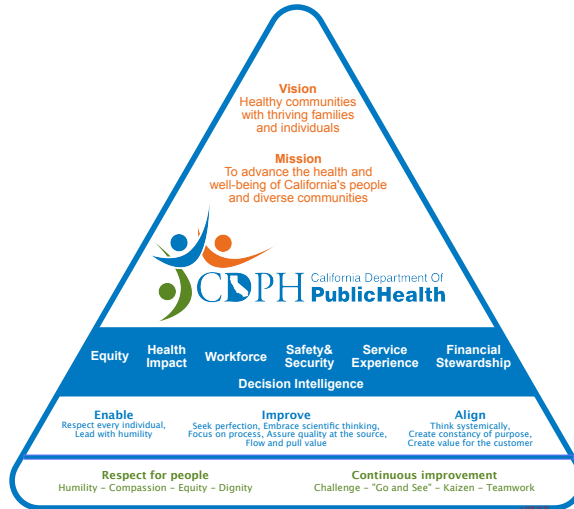 Vision
Healthy communities
with thriving families
and individuals
Mission
To advance the health and
well-being of California's people
and diverse communities
CDPH California Department Of
PublicHealth
Equity
Health
Impact
Workforce
Safety&
Security
Service
Experience
Financial
Stewardship
Decision Intelligence
Enable
Respect every individual,
Lead with humility
Improve
Seek perfection, Embrace scientific thinking,
Focus on process, Assure quality at the source,
Flow and pull value
Align
Think systemically,
Create constancy of purpose,
Create value for the customer
Respect for people
Humility – Compassion – Equity – Dignity
Continuous improvement
Challenge – "Go and See" – Kaizen – Teamwork